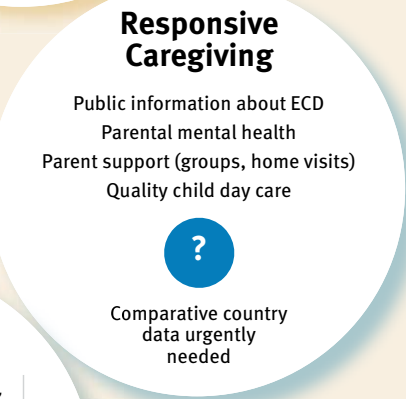 Responsive
Caregiving
Public information about ECD
Parental mental health
Parent support (groups, home visits)
Quality child day care
?
Comparative country
data urgently
needed